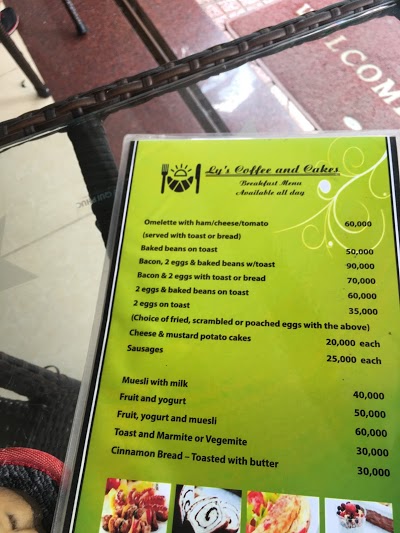 WELCOME
Ly's Coffee and Cakes
Breakfast Menu
Available all day
Omelette with ham/cheese/tomato 60,000
(served with toast or bread)
Baked beans on toast 50,000
Bacon, 2 eggs & baked beans w/toast 90,000
Bacon & 2 eggs with toast or bread 70,000
2 eggs & baked beans on toast 60,000
2 eggs on toast 35,000
(Choice of fried, scrambled or poached eggs with the above)
Cheese & mustard potato cakes 20,000 each
Sausages 25,000 each
Muesli with milk 40,000
Fruit and yogurt 50,000
Fruit, yogurt and muesli 60,000
Toast and Marmite or Vegemite 30,000
Cinnamon Bread – Toasted with butter 30,000